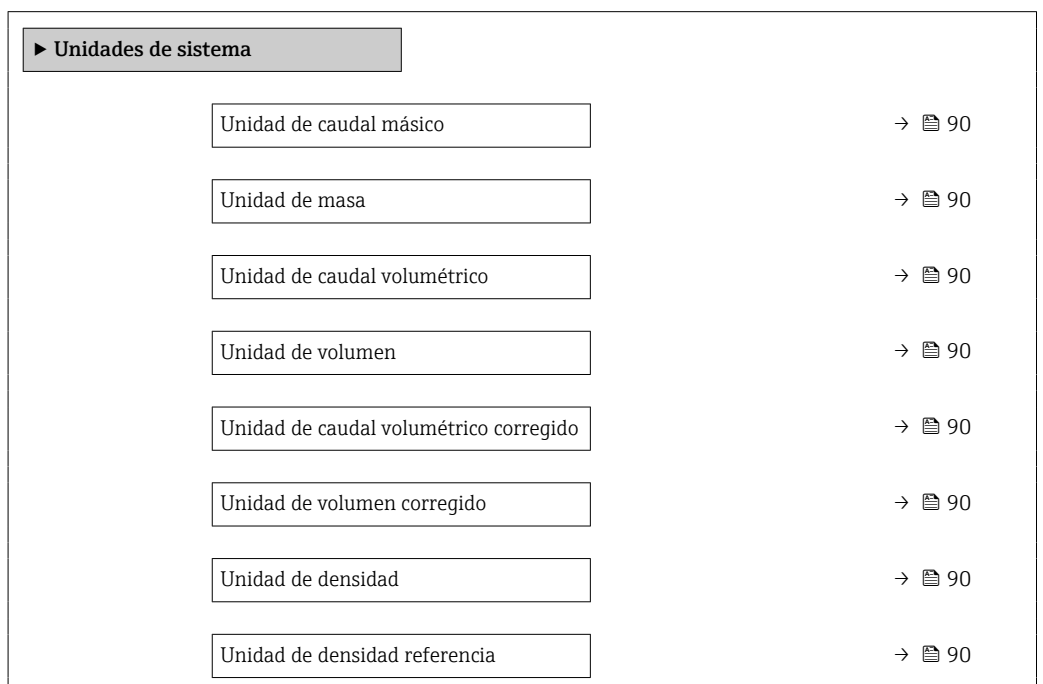 ▶ Unidades de sistema
Unidad de caudal másico → 90
Unidad de masa → 90
Unidad de caudal volumétrico → 90
Unidad de volumen → 90
Unidad de caudal volumétrico corregido → 90
Unidad de volumen corregido → 90
Unidad de densidad → 90
Unidad de densidad referencia → 90